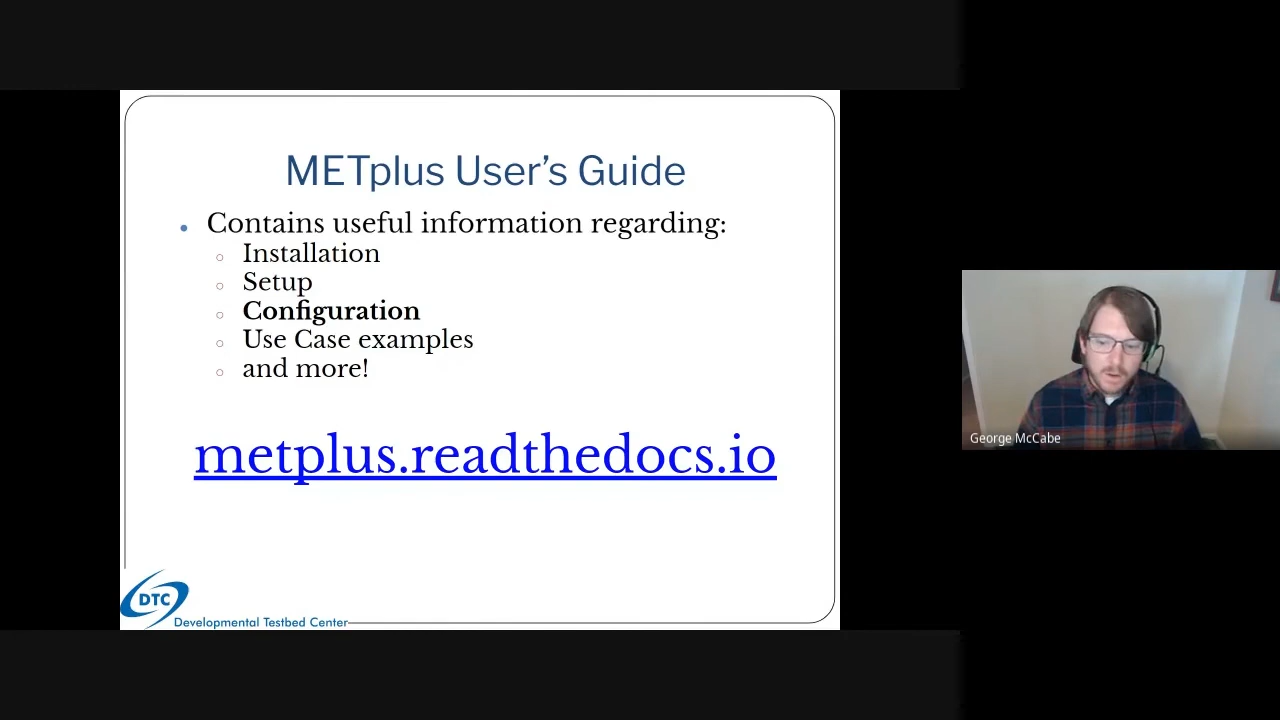 METplus User’s Guide
Contains useful information regarding:
Installation
Setup
Configuration
Use Case examples
and more!
metplus.readthedocs.io
DTC
Developmental Testbed Center
George McCabe